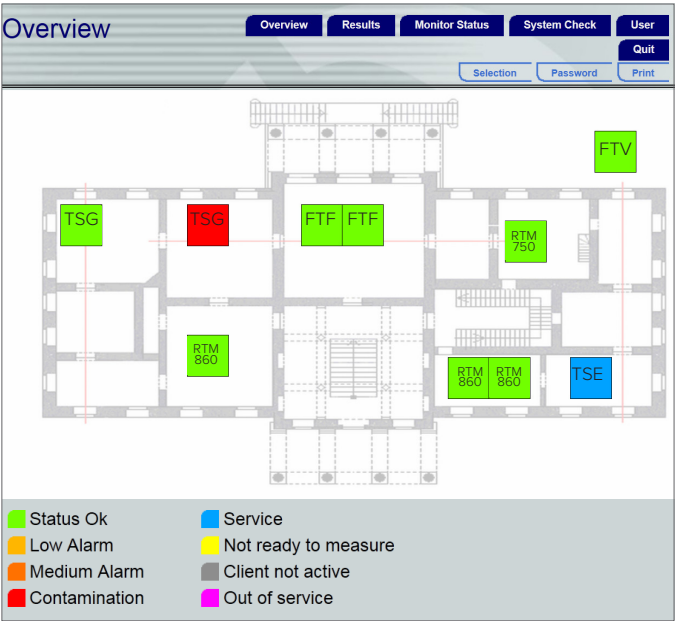 Overview
Overview Results Monitor Status System Check User
Quit
Selection Password Print
FTV
TSG TSG FTF FTF
RTM
750
RTM
860
RTM RTM
860 860
TSE
Status Ok
Low Alarm
Medium Alarm
Contamination
Service
Not ready to measure
Client not active
Out of service